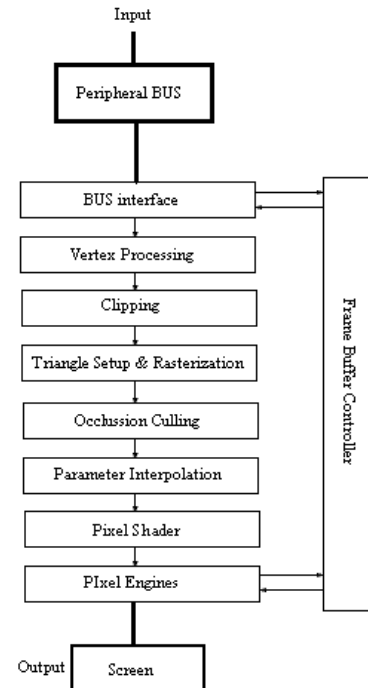 Input
Peripheral BUS
BUS interface
Vertex Processing
Clipping
Triangle Setup & Rasterization
Occlussion Culling
Parameter Interpolation
Pixel Shader
PIxel Engines
Frame Buffer Controller
Output
Screen